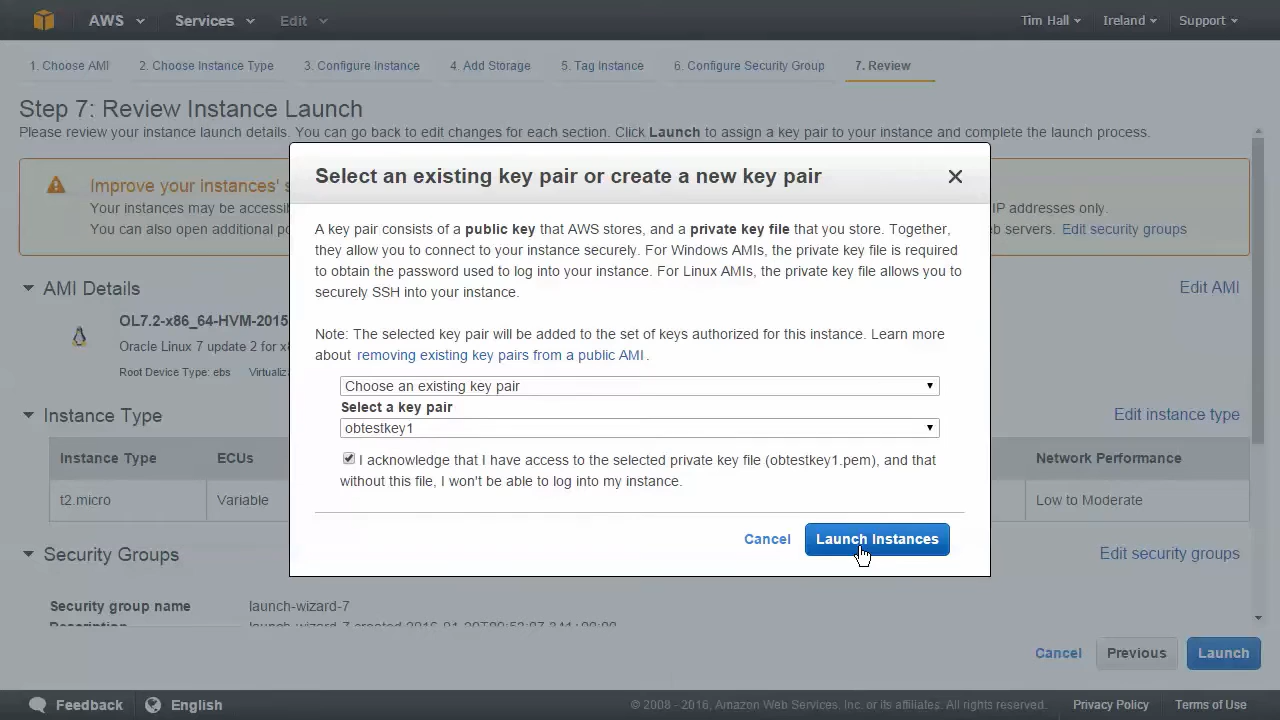 AWS Services Edit Tim Hall Ireland Support
1. Choose AMI 2. Choose Instance Type 3. Configure Instance 4. Add Storage 5. Tag Instance 6. Configure Security Group 7. Review
Step 7: Review Instance Launch
Please review your instance launch details. You can go back to edit changes for each section. Click Launch to assign a key pair to your instance and complete the launch process.
Improve your instances'
Your instances may be
IP addresses only.
You can also open additional
Edit security groups
Select an existing key pair or create a new key pair
A key pair consists of a public key that AWS stores, and a private key file that you store. Together,
they allow you to connect to your instance securely. For Windows AMIs, the private key file is required
to obtain the password used to log into your instance. For Linux AMIs, the private key file allows you to
securely SSH into your instance.
Note: The selected key pair will be added to the set of keys authorized for this instance. Learn more
about removing existing key pairs from a public AMI.
Choose an existing key pair
Select a key pair
obtestkey1
I acknowledge that I have access to the selected private key file (obtestkey1.pem), and that
without this file, I won't be able to log into my instance.
Cancel Launch Instances
AMI Details Edit AMI
OL7.2-x86_64-HVM-2015
Oracle Linux 7 update 2 for
Root Device Type: ebs
Instance Type Edit instance type
Instance Type ECUs Network Performance
t2.micro Variable Low to Moderate
Security Groups Edit security groups
Security group name launch-wizard-7
Description
Cancel Previous Launch
Feedback English © 2008 - 2016, Amazon Web Services, Inc. or its affiliates. All rights reserved. Privacy Policy Terms of Use